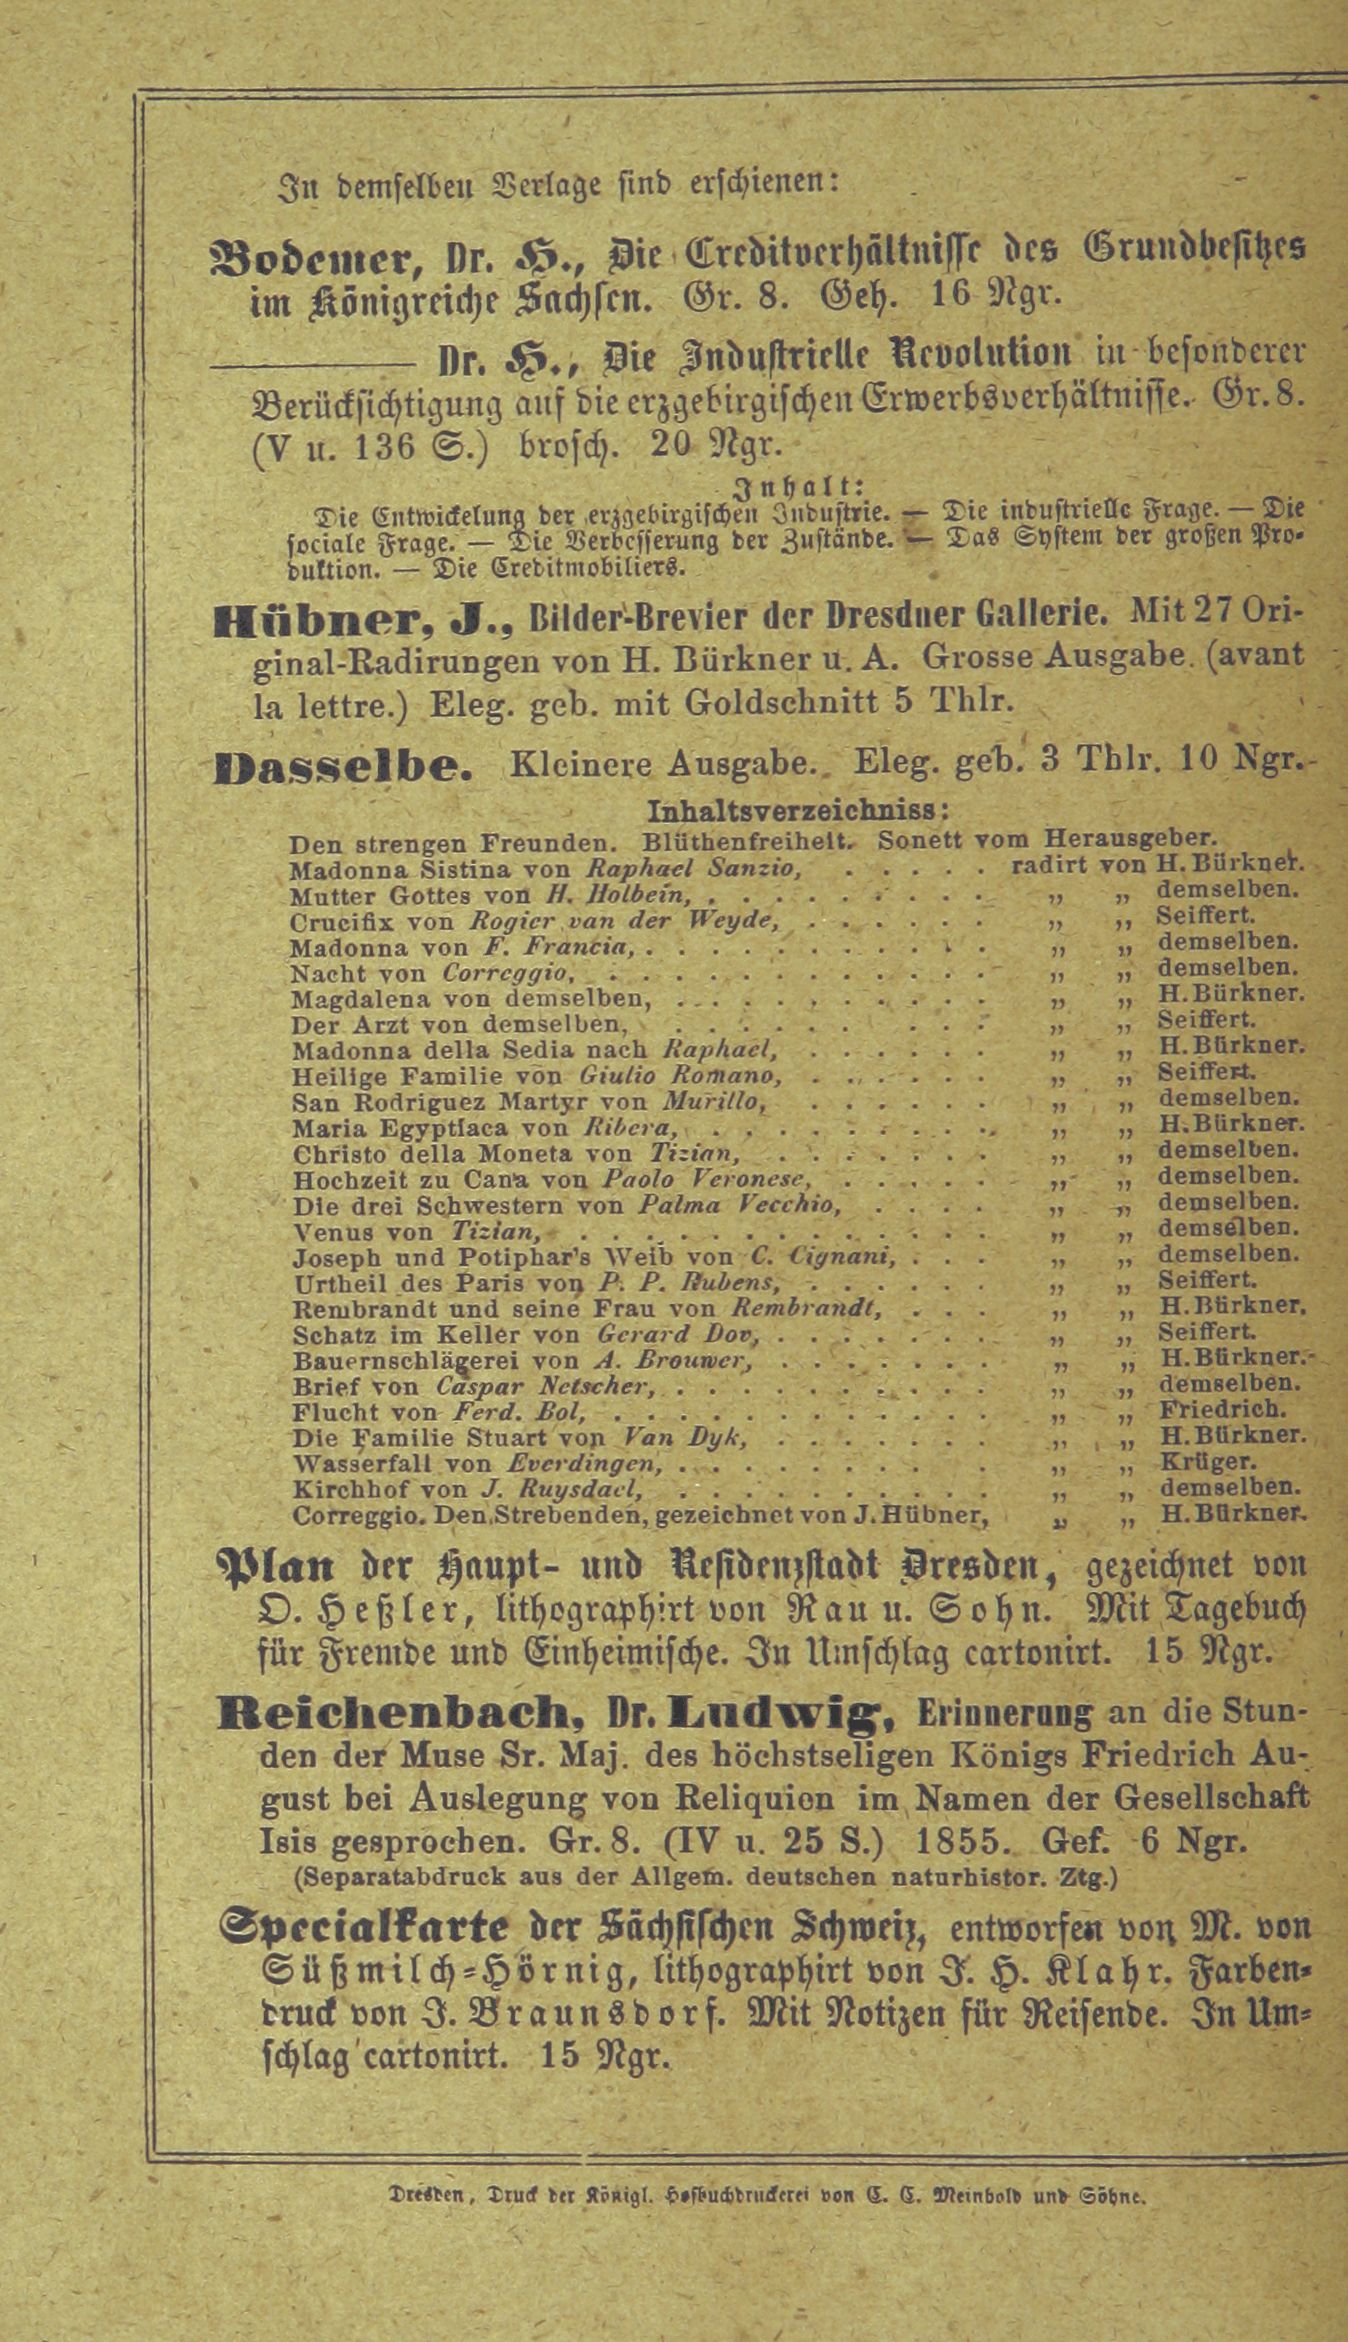 In demselben Verlage sind erschienen:
Bodemer, Dr. H., Die Creditverhältnisse des Grundbesitzes
im Königreiche Sachsen. Gr. 8. Geh. 16 Ngr.
——— Dr. H., Die Industrielle Revolution in besonderer
Berücksichtigung auf die erzgebirgischen Erwerbsverhältnisse. Gr. 8.
(V u. 136 S.) brosch. 20 Ngr.
Inhalt:
Die Entwickelung der erzgebirgischen Industrie. — Die industrielle Frage. — Die
sociale Frage. — Die Verbesserung der Zustände. — Das System der großen Pro-
duktion. — Die Creditmobiliers.
Hübner, J., Bilder-Brevier der Dresdner Gallerie. Mit 27 Ori-
ginal-Radirungen von H. Bürkner u. A. Grosse Ausgabe. (avant
la lettre.) Eleg. geb. mit Goldschnitt 5 Thlr.
Dasselbe. Kleinere Ausgabe. Eleg. geb. 3 Thlr. 10 Ngr.
Inhaltsverzeichniss:
Den strengen Freunden. Blüthenfreiheit. Sonett vom Herausgeber.
Madonna Sistina von Raphael Sanzio, . . . . . radirt von H. Bürkner.
Mutter Gottes von H. Holbein, . . . . . . . . . „ „ demselben.
Crucifix von Rogier van der Weyde, . . . . . . „ „ Seiffert.
Madonna von F. Francia, . . . . . . . . . . . „ „ demselben.
Nacht von Correggio, . . . . . . . . . . . . „ „ demselben.
Magdalena von demselben, . . . . . . . . . . „ „ H. Bürkner.
Der Arzt von demselben, . . . . . . . . . „ „ Seiffert.
Madonna della Sedia nach Raphael, . . . . . . „ „ H. Bürkner.
Heilige Familie von Giulio Romano, . . . . . . „ „ Seiffert.
San Rodriguez Martyr von Murillo, . . . . . . „ „ demselben.
Maria Egyptiaca von Ribera, . . . . . . . . . „ „ H. Bürkner.
Christo della Moneta von Tizian, . . . . . . . „ „ demselben.
Hochzeit zu Cana von Paolo Veronese, . . . . . „ „ demselben.
Die drei Schwestern von Palma Vecchio, . . . . „ „ demselben.
Venus von Tizian, . . . . . . . . . . . . . „ „ demselben.
Joseph und Potiphar's Weib von C. Cignani, . . . „ „ demselben.
Urtheil des Paris von P. P. Rubens, . . . . . . „ „ Seiffert.
Rembrandt und seine Frau von Rembrandt, . . . „ „ H. Bürkner.
Schatz im Keller von Gerard Dov, . . . . . . . „ „ Seiffert.
Bauernschlägerei von A. Brouwer, . . . . . . . „ „ H. Bürkner.
Brief von Caspar Netscher, . . . . . . . . . . „ „ demselben.
Flucht von Ferd. Bol, . . . . . . . . . . . . „ „ Friedrich.
Die Familie Stuart von Van Dyk, . . . . . . . „ „ H. Bürkner.
Wasserfall von Everdingen, . . . . . . . . . „ „ Krüger.
Kirchhof von J. Ruysdael, . . . . . . . . . . „ „ demselben.
Correggio. Den Strebenden, gezeichnet von J. Hübner, „ „ H. Bürkner.
Plan der Haupt- und Residenzstadt Dresden, gezeichnet von
O. Heßler, lithographirt von Rau u. Sohn. Mit Tagebuch
für Fremde und Einheimische. In Umschlag cartonirt. 15 Ngr.
Reichenbach, Dr. Ludwig, Erinnerung an die Stun-
den der Muse Sr. Maj. des höchstseligen Königs Friedrich Au-
gust bei Auslegung von Reliquien im Namen der Gesellschaft
Isis gesprochen. Gr. 8. (IV u. 25 S.) 1855. Gef. 6 Ngr.
(Separatabdruck aus der Allgem. deutschen naturhistor. Ztg.)
Specialkarte der Sächsischen Schweiz, entworfen von M. von
Süßmilch-Hörnig, lithographirt von J. H. Klahr. Farben-
druck von J. Braunsdorf. Mit Notizen für Reisende. In Um-
schlag cartonirt. 15 Ngr.
Dresden, Druck der Königl. Hofbuchdruckerei von C. C. Meinhold und Söhne.